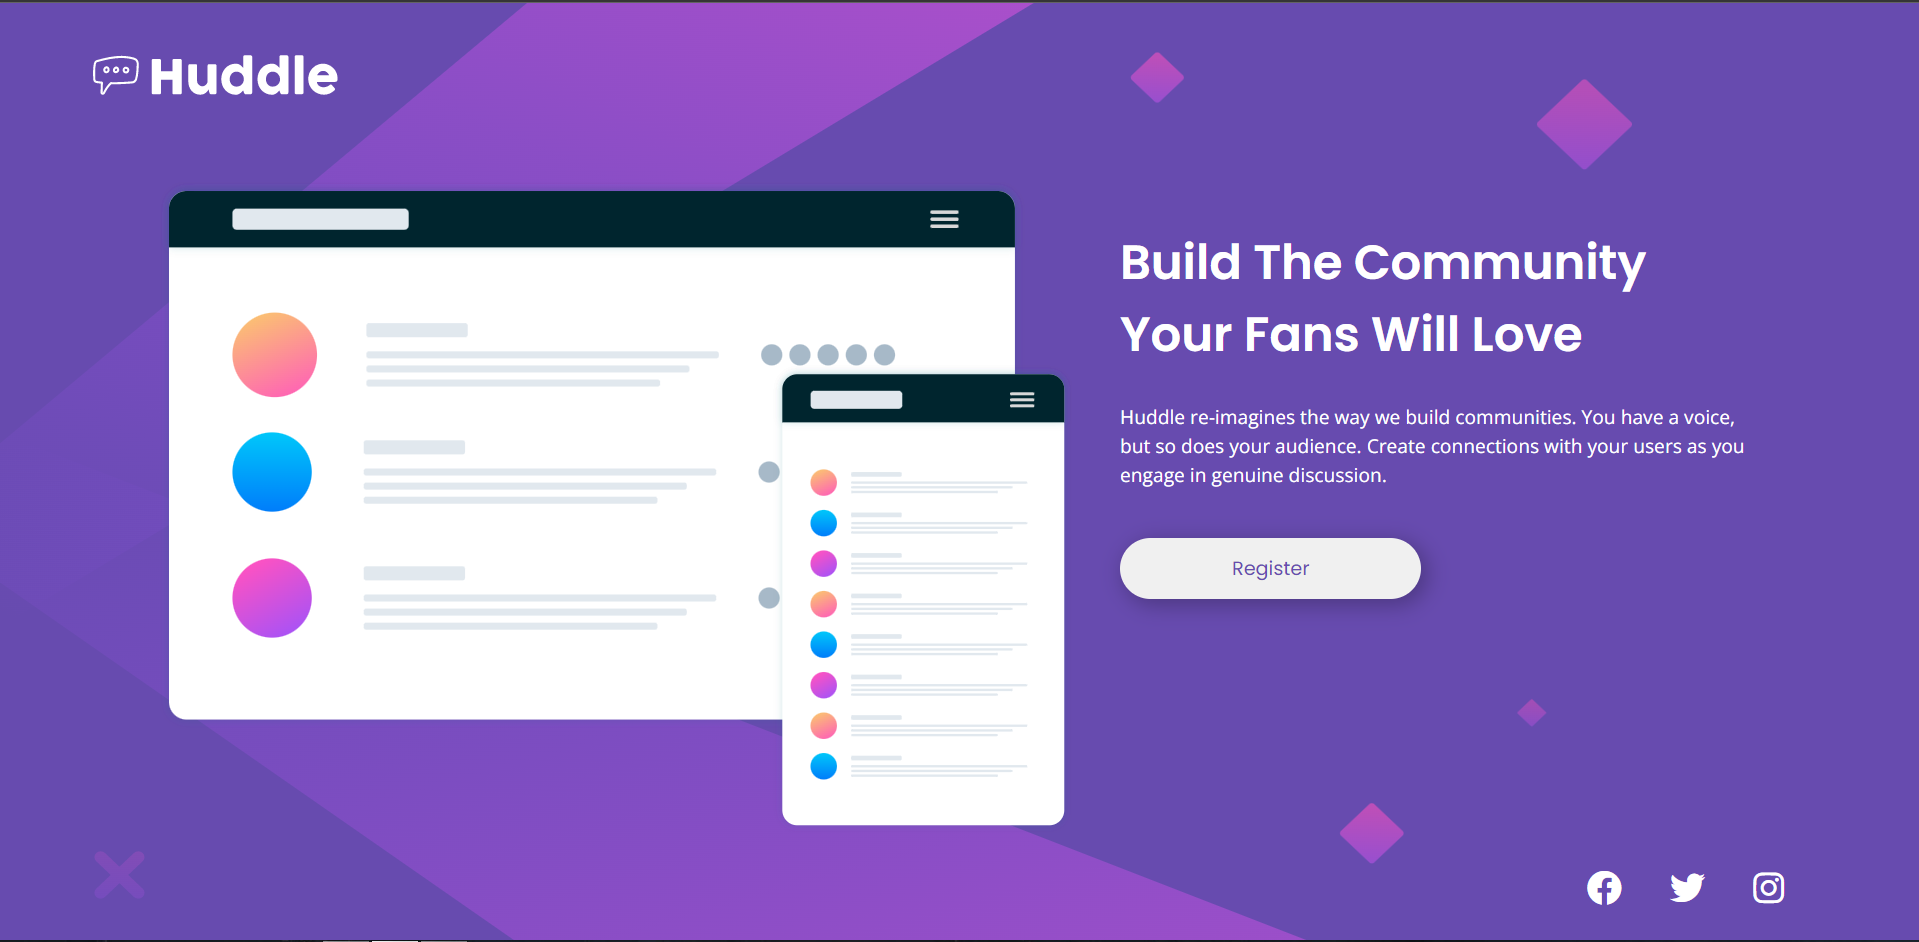 Huddle
Build The Community
Your Fans Will Love
Huddle re-imagines the way we build communities. You have a voice,
but so does your audience. Create connections with your users as you
engage in genuine discussion.
Register